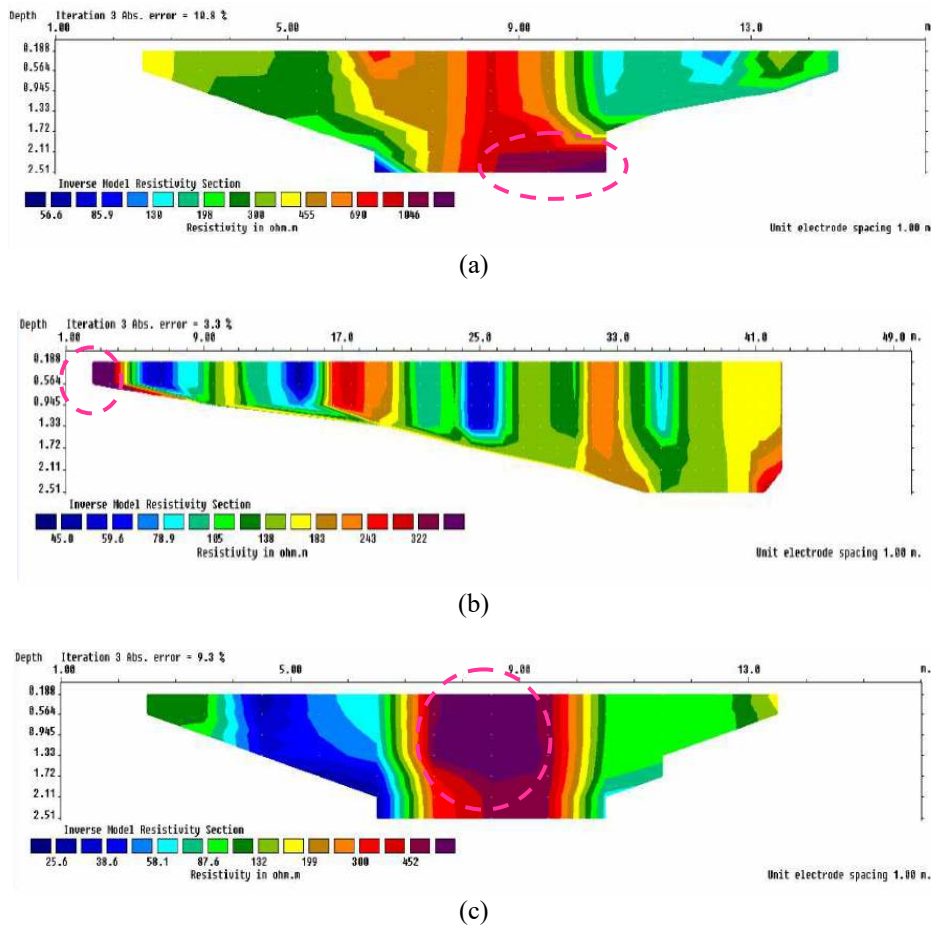 Depth Iteration 3 Abs. error = 10.8 %
1.00 5.00 9.00 13.0 m
0.188
0.564
0.945
1.33
1.72
2.11
2.51
Inverse Model Resistivity Section
56.6 85.9 130 198 300 455 690 1046
Resistivity in ohm.m
Unit electrode spacing 1.00 m
(a)
Depth Iteration 3 Abs. error = 3.3 %
1.00 9.00 17.0 25.0 33.0 41.0 49.0 m.
0.188
0.564
0.945
1.33
1.72
2.11
2.51
Inverse Model Resistivity Section
45.0 59.6 78.9 105 138 183 243 322
Resistivity in ohm.m
Unit electrode spacing 1.00 m.
(b)
Depth Iteration 3 Abs. error = 9.3 %
1.00 5.00 9.00 13.0 m.
0.188
0.564
0.945
1.33
1.72
2.11
2.51
Inverse Model Resistivity Section
25.6 38.6 58.1 87.6 132 199 300 452
Resistivity in ohm.m
Unit electrode spacing 1.00 m.
(c)